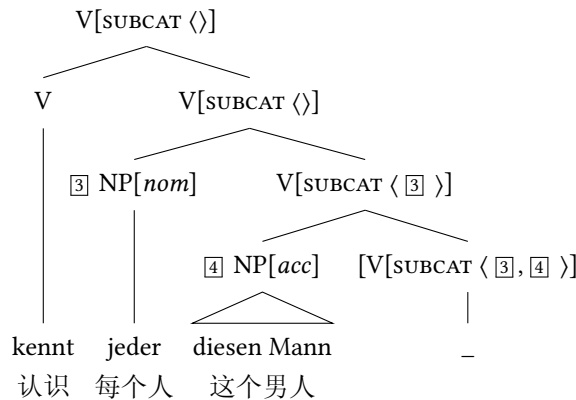 V[SUBCAT ⟨⟩]
V V[SUBCAT ⟨⟩]
3 NP[nom] V[SUBCAT ⟨ 3 ⟩]
4 NP[acc] [V[SUBCAT ⟨ 3, 4 ⟩]
kennt jeder diesen Mann _
认识 每个人 这个男人